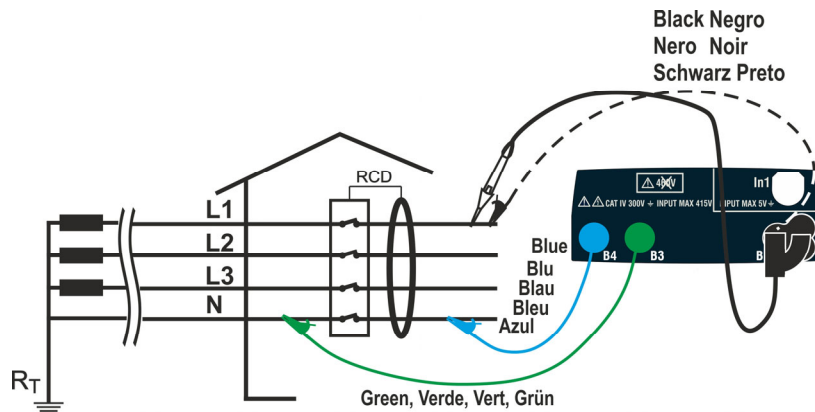 Black Negro
Nero Noir
Schwarz Preto
RCD
In1
CAT IV 300V ⏚ INPUT MAX 415V
INPUT MAX 5V
L1
L2
L3
N
Blue
Blu
Blau
Bleu
Azul
B4
B3
B
R_T
Green, Verde, Vert, Grün